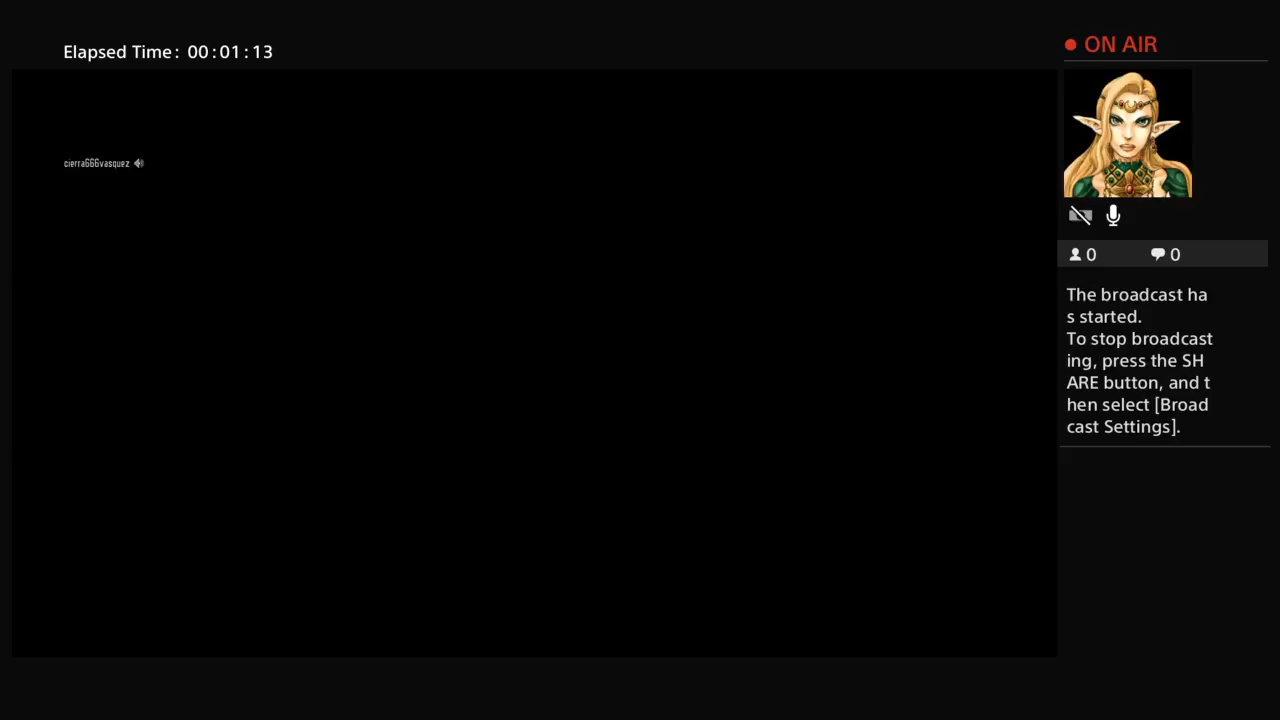 Elapsed Time: 00:01:13
ON AIR
cierra666vasquez
0
0
The broadcast ha
s started.
To stop broadcast
ing, press the SH
ARE button, and t
hen select [Broad
cast Settings].